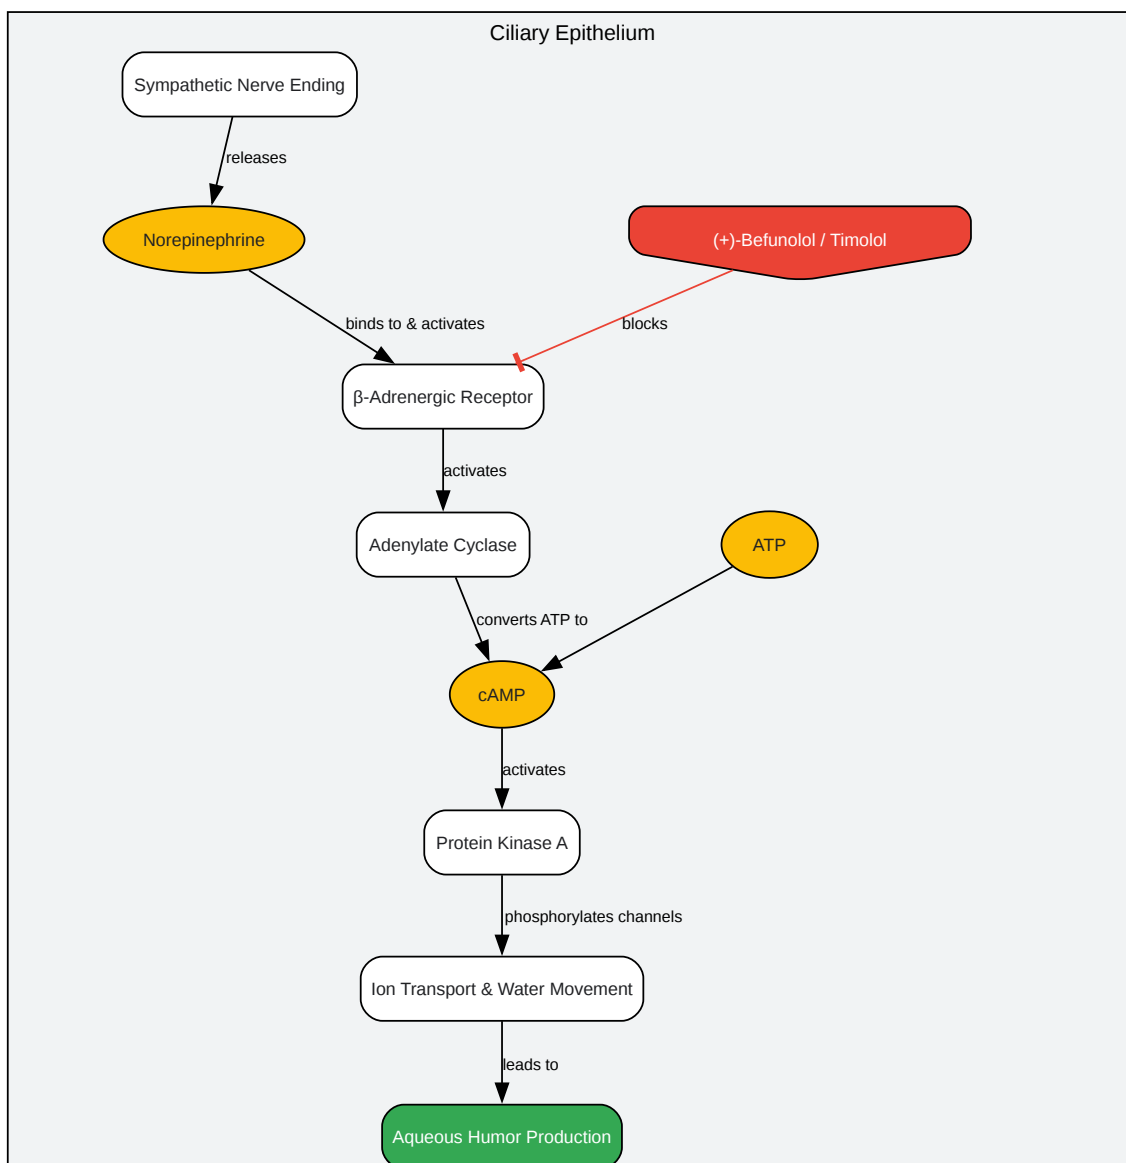 Ciliary Epithelium
Sympathetic Nerve Ending
releases
Norepinephrine
(+)-Befunolol / Timolol
binds to & activates
blocks
β-Adrenergic Receptor
activates
Adenylate Cyclase
ATP
converts ATP to
cAMP
activates
Protein Kinase A
phosphorylates channels
Ion Transport & Water Movement
leads to
Aqueous Humor Production